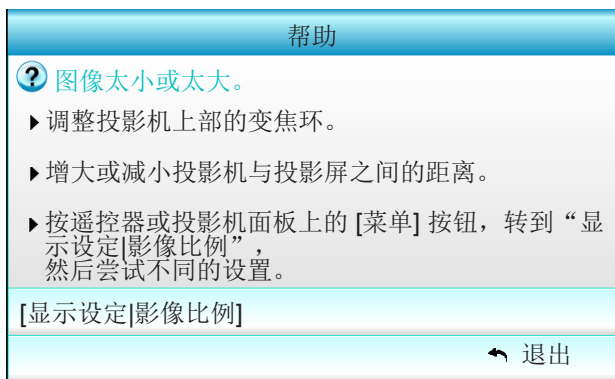 帮助
图像太小或太大。
调整投影机上部的变焦环。
增大或减小投影机与投影屏之间的距离。
按遥控器或投影机面板上的 [菜单] 按钮，转到“显
示设定|影像比例”，
然后尝试不同的设置。
[显示设定|影像比例]
退出